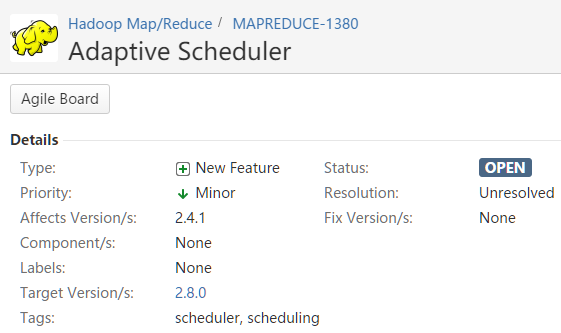 Hadoop Map/Reduce / MAPREDUCE-1380
Adaptive Scheduler
Agile Board
Details
Type: New Feature Status: OPEN
Priority: Minor Resolution: Unresolved
Affects Version/s: 2.4.1 Fix Version/s: None
Component/s: None
Labels: None
Target Version/s: 2.8.0
Tags: scheduler, scheduling